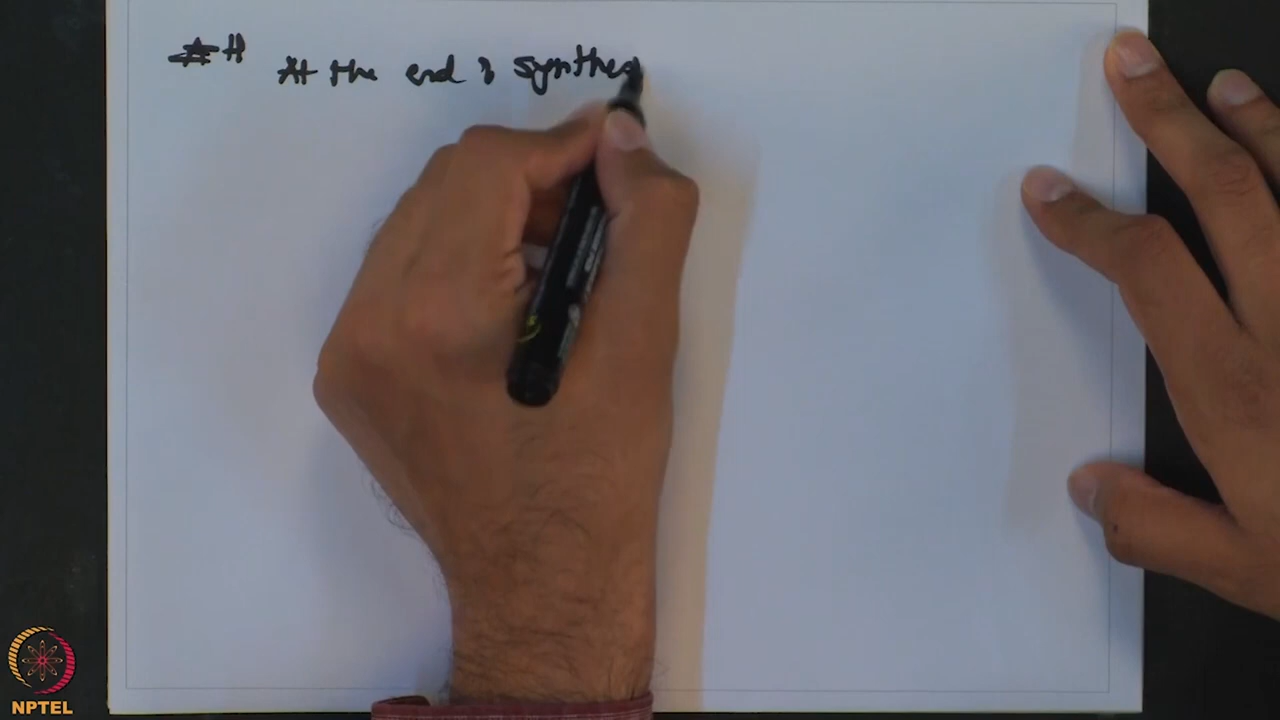 At the end of synthes
NPTEL